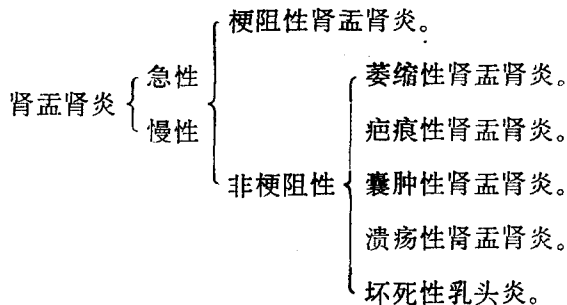 梗阻性肾盂肾炎。
肾盂肾炎
急性
慢性
非梗阻性
萎缩性肾盂肾炎。
疤痕性肾盂肾炎。
囊肿性肾盂肾炎。
溃疡性肾盂肾炎。
坏死性乳头炎。